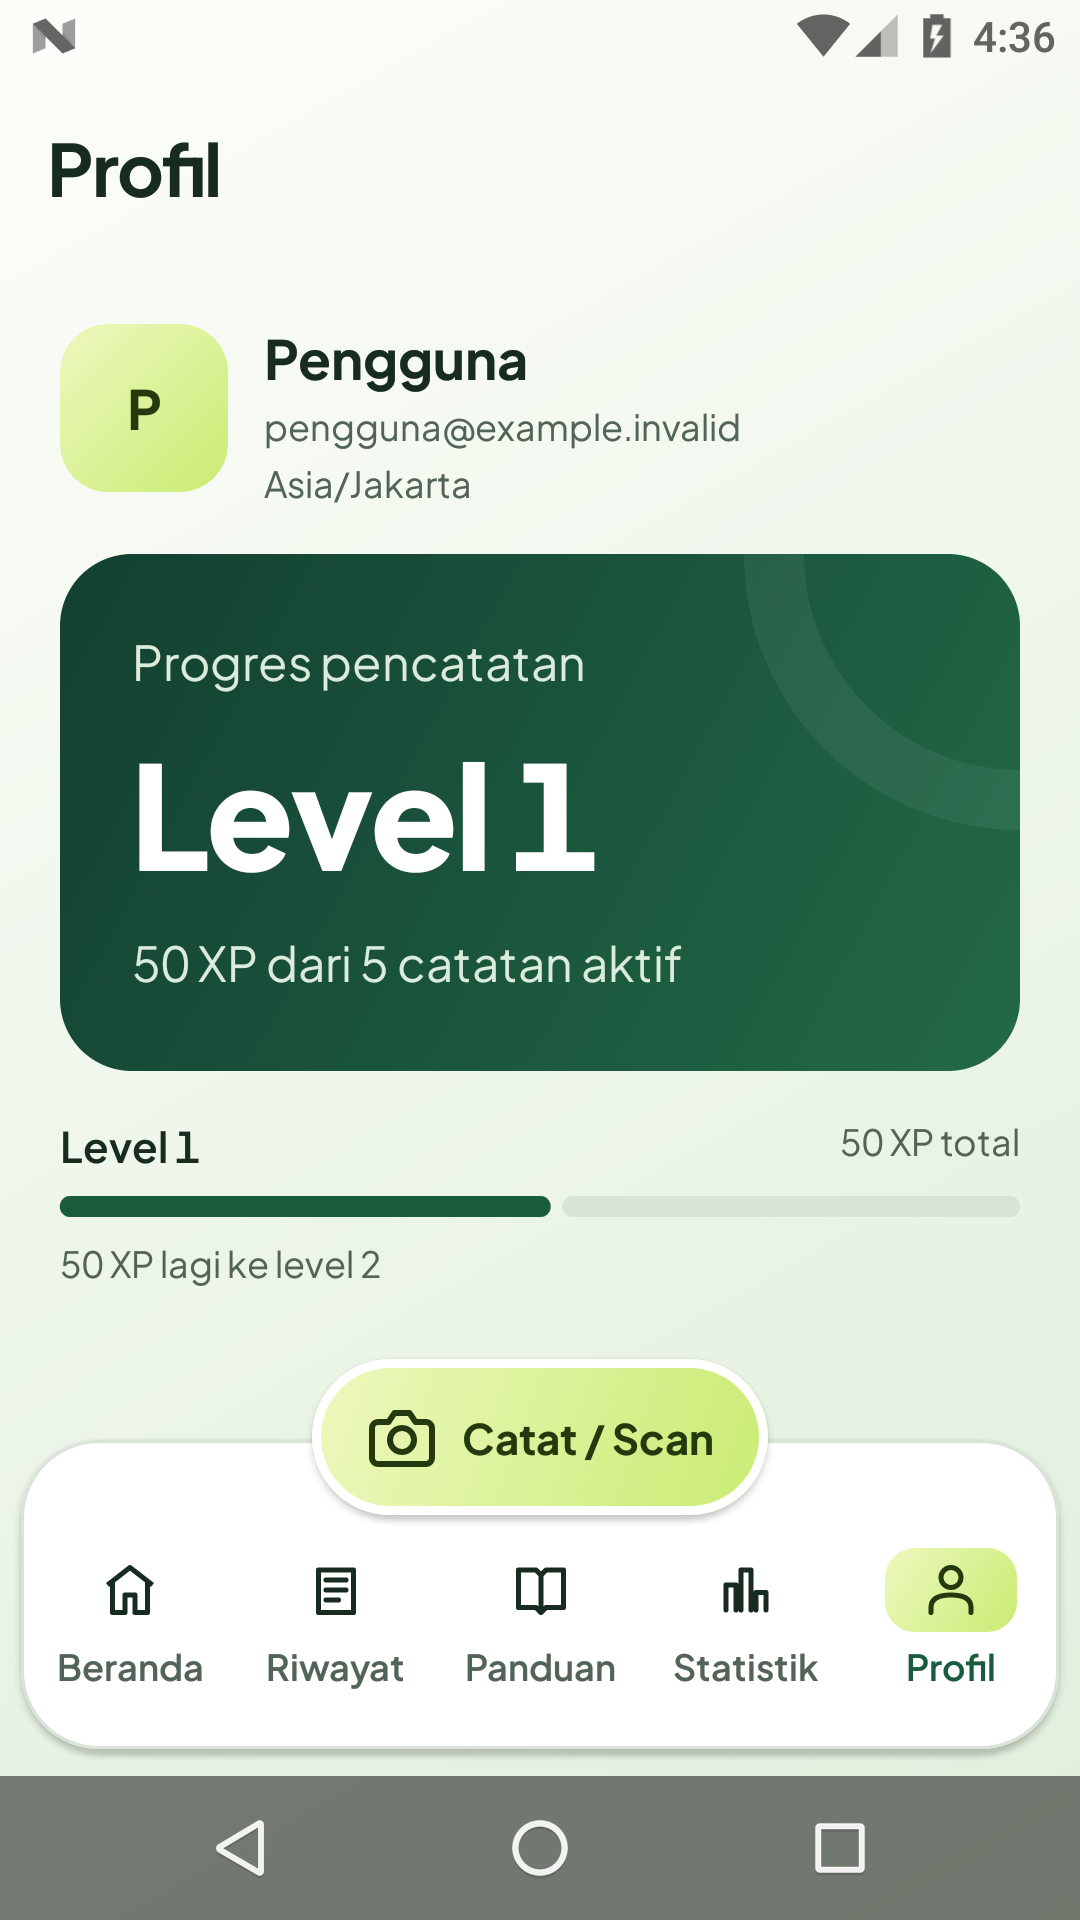 4:36
Profil
P
Pengguna
pengguna@example.invalid
Asia/Jakarta
Progres pencatatan
Level 1
50 XP dari 5 catatan aktif
Level 1
50 XP total
50 XP lagi ke level 2
Catat / Scan
Beranda
Riwayat
Panduan
Statistik
Profil